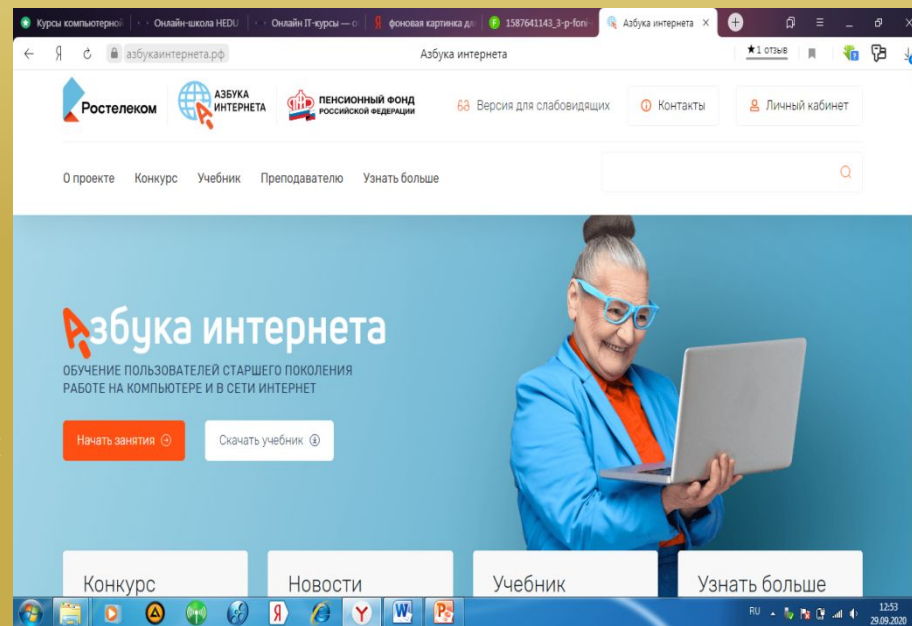 Курсы компьютерной
Онлайн-школа HEDU
Онлайн IT-курсы — о
фоновая картинка дл
1587641143_3-p-foni-
Азбука интернета
азбукаинтернета.рф
Азбука интернета
★1 отзыв
Ростелеком
АЗБУКА
ИНТЕРНЕТА
ПЕНСИОННЫЙ ФОНД
РОССИЙСКОЙ ФЕДЕРАЦИИ
Версия для слабовидящих
Контакты
Личный кабинет
О проекте
Конкурс
Учебник
Преподавателю
Узнать больше
Азбука интернета
ОБУЧЕНИЕ ПОЛЬЗОВАТЕЛЕЙ СТАРШЕГО ПОКОЛЕНИЯ
РАБОТЕ НА КОМПЬЮТЕРЕ И В СЕТИ ИНТЕРНЕТ
Начать занятия
Скачать учебник
Конкурс
Новости
Учебник
Узнать больше
RU
12:53
29.09.2020